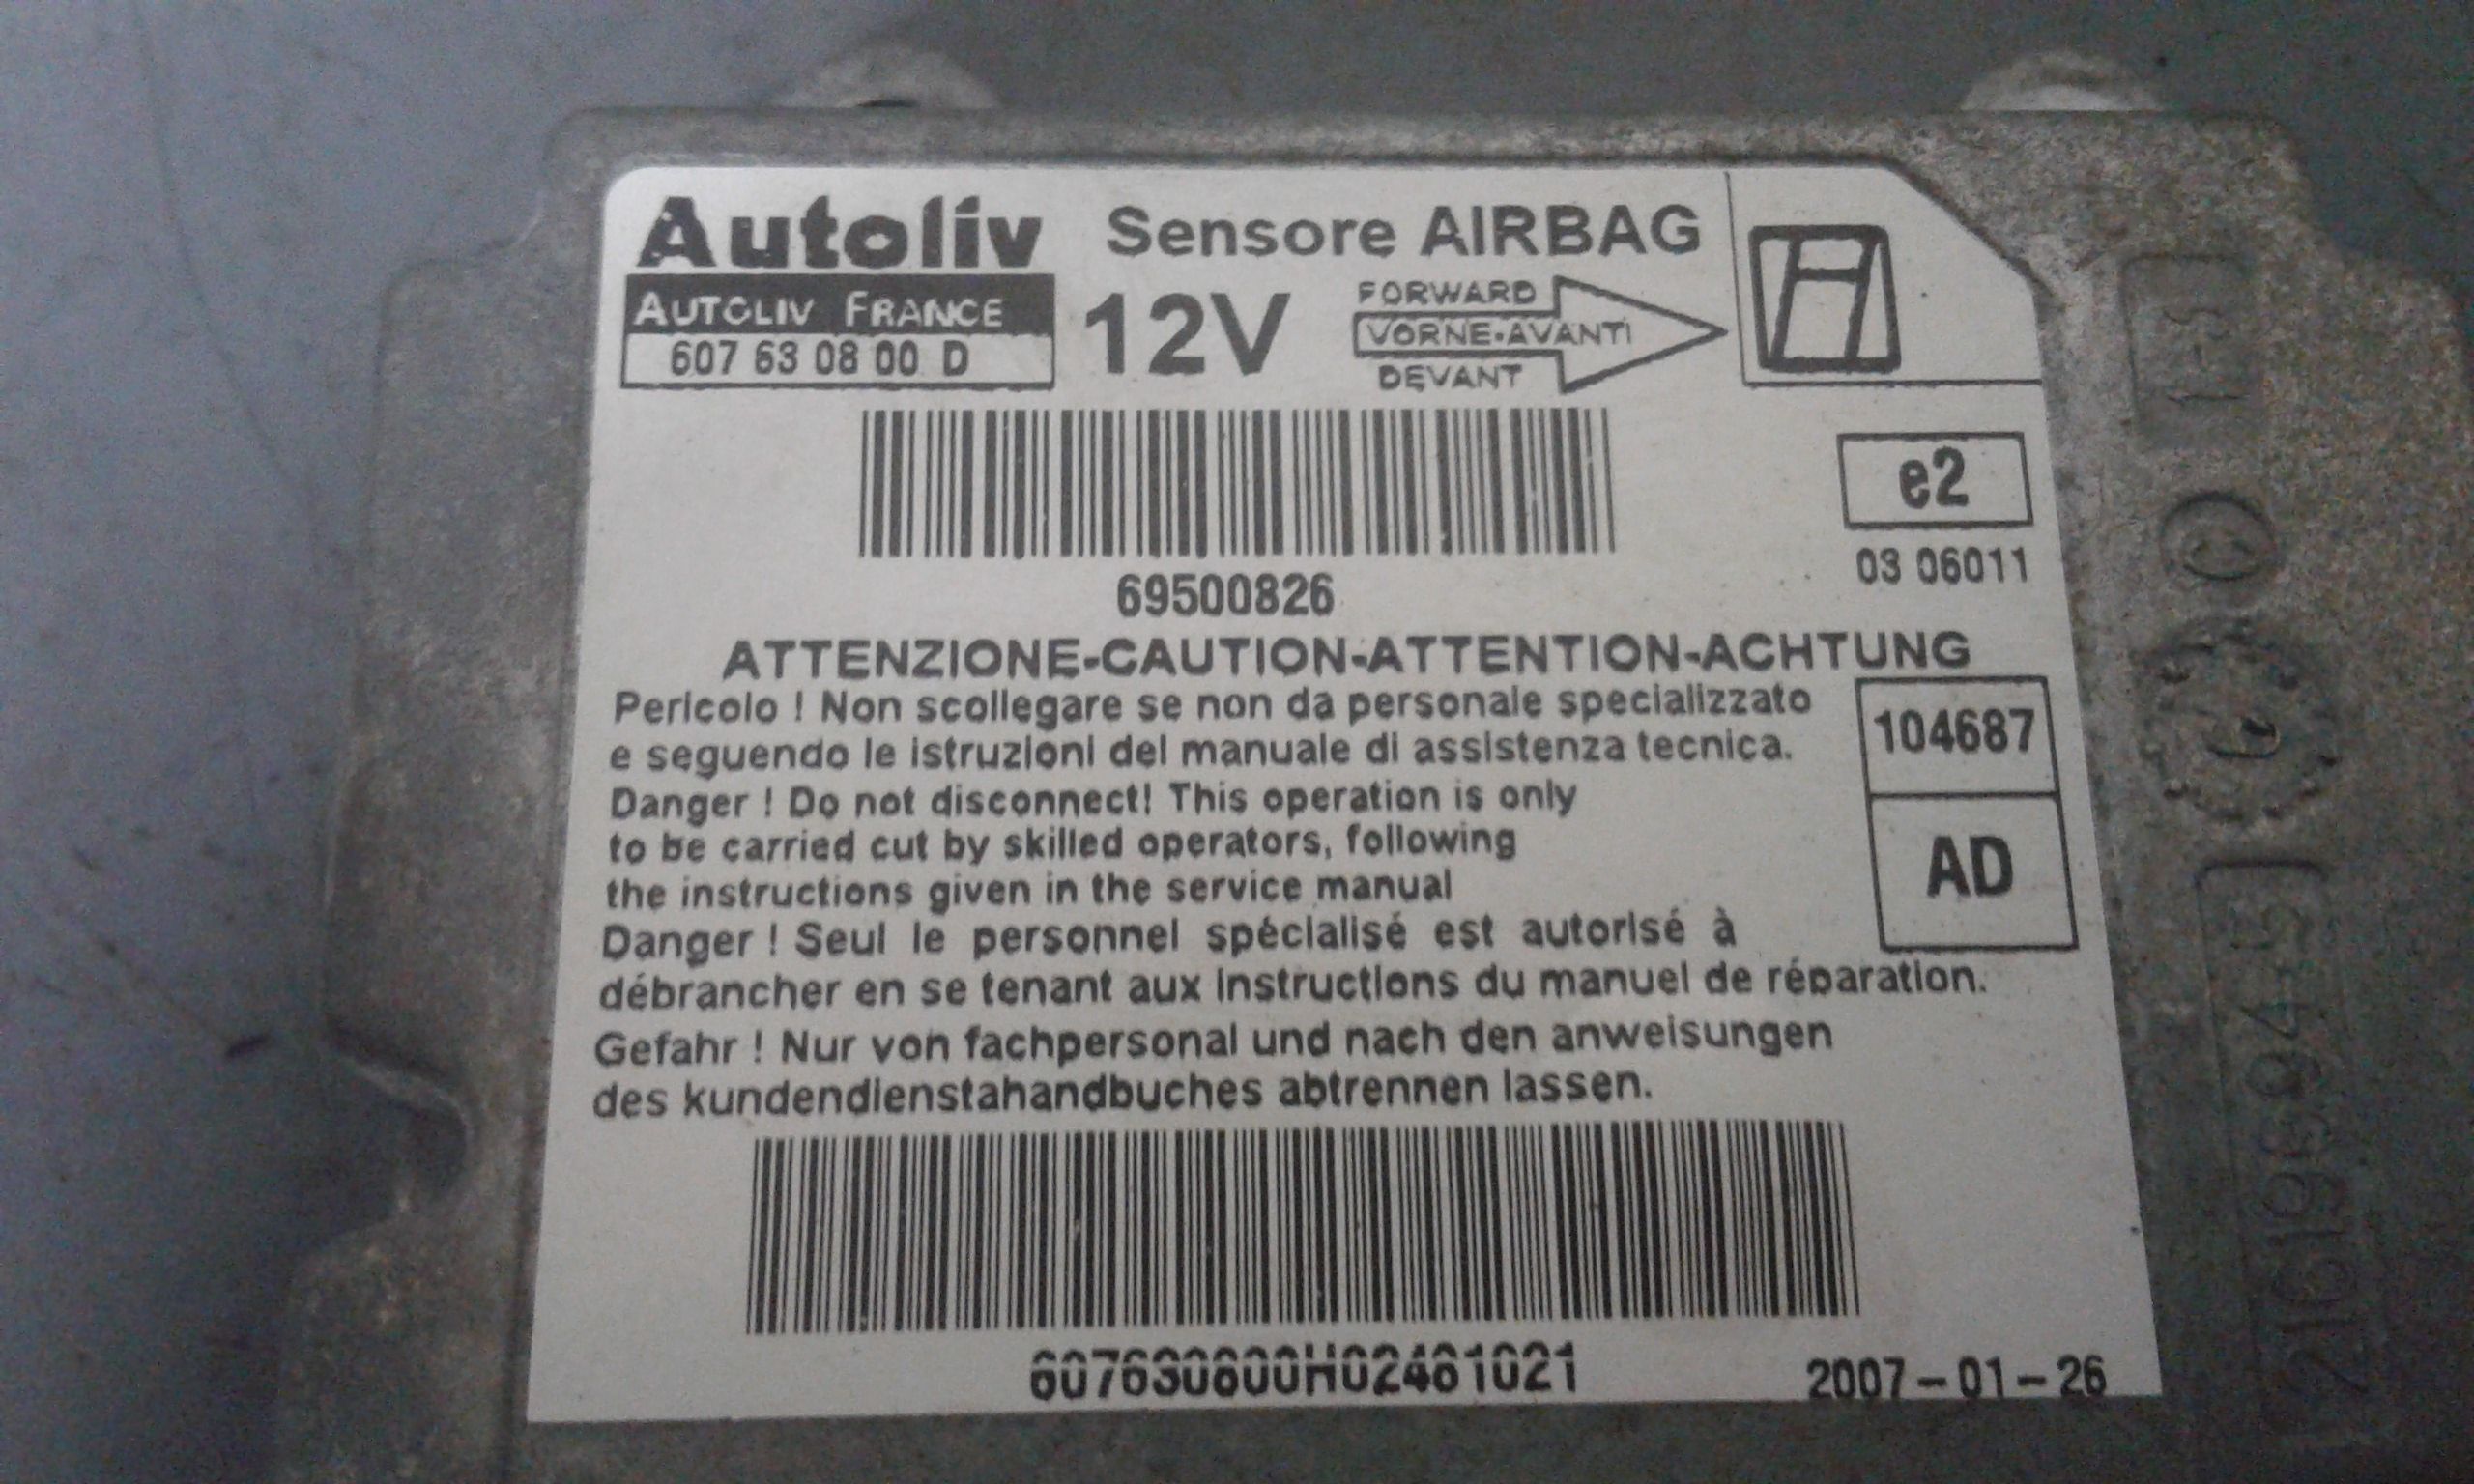 Autoliv Sensore AIRBAG
AUTOLIV FRANCE
607 63 08 00 D
12V
FORWARD
VORNE-AVANTI
DEVANT
e2
03 06011
69500826
ATTENZIONE-CAUTION-ATTENTION-ACHTUNG
Pericolo ! Non scollegare se non da personale specializzato
e seguendo le istruzioni del manuale di assistenza tecnica.
104687
AD
Danger ! Do not disconnect! This operation is only
to be carried cut by skilled operators, following
the instructions given in the service manual
Danger ! Seul le personnel spécialisé est autorisé à
débrancher en se tenant aux instructions du manuel de réparation.
Gefahr ! Nur von fachpersonal und nach den anweisungen
des kundendienstahandbuches abtrennen lassen.
607630800H02481021
2007-01-26